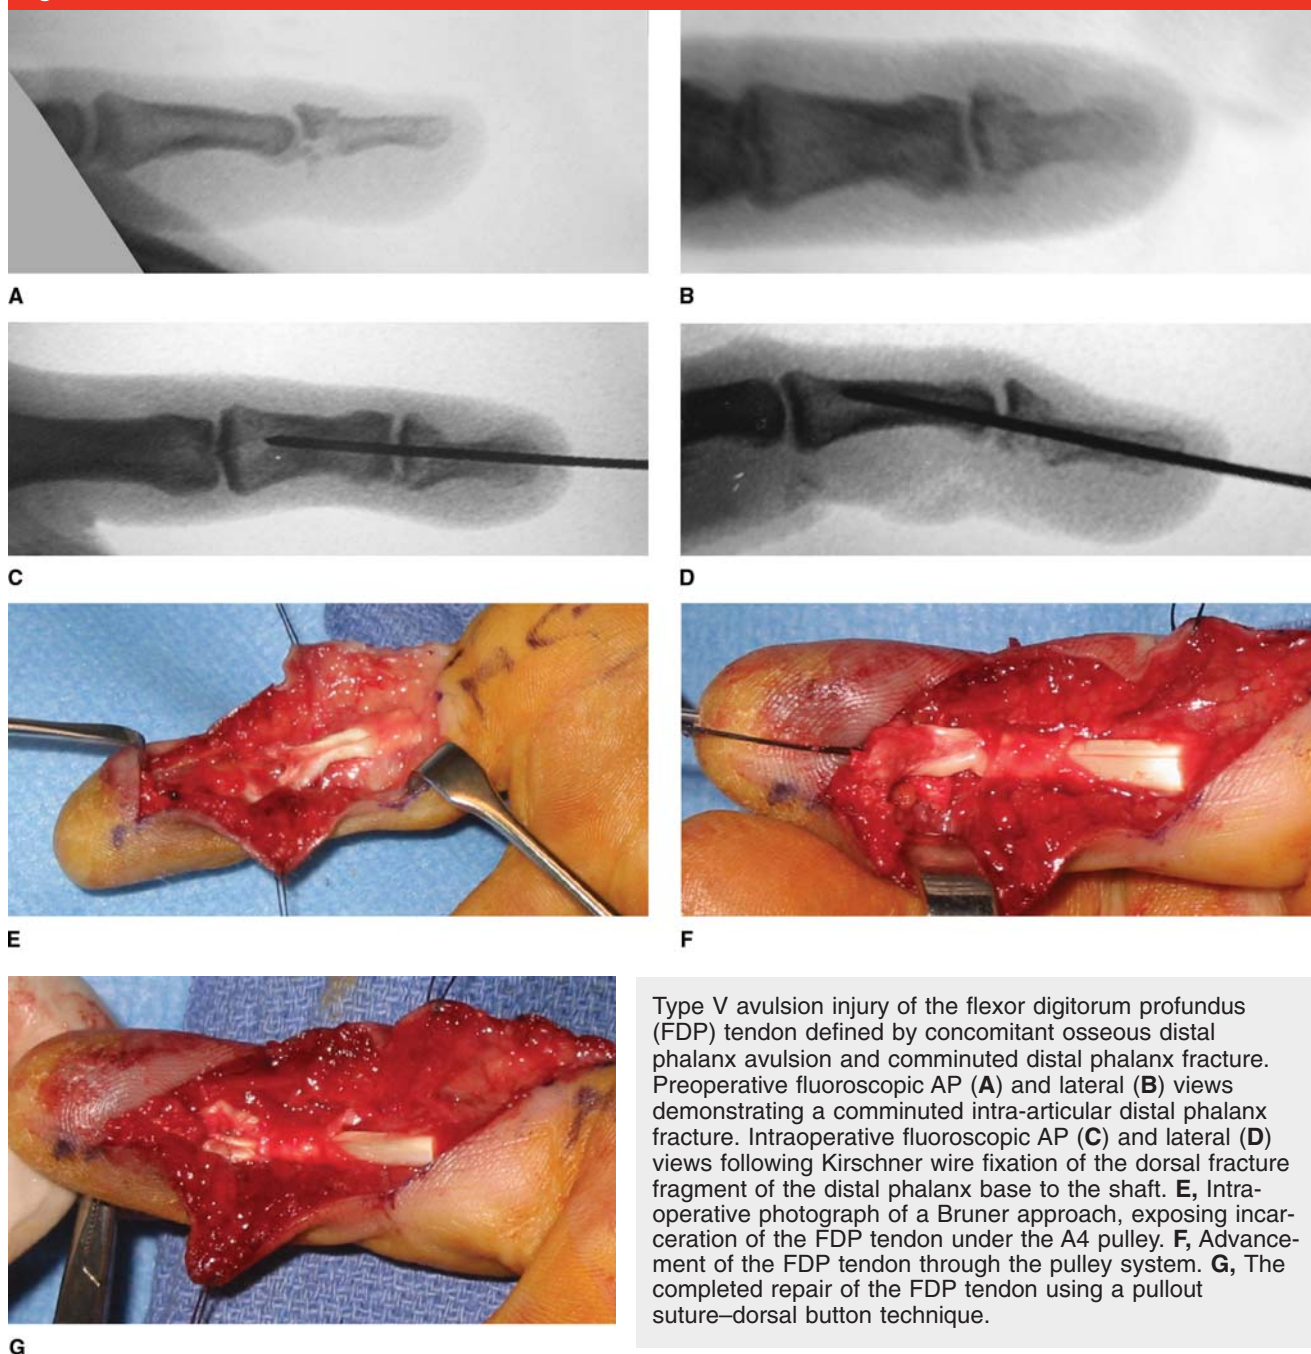 A
B
C
D
E
F
G
Type V avulsion injury of the flexor digitorum profundus
(FDP) tendon defined by concomitant osseous distal
phalanx avulsion and comminuted distal phalanx fracture.
Preoperative fluoroscopic AP (A) and lateral (B) views
demonstrating a comminuted intra-articular distal phalanx
fracture. Intraoperative fluoroscopic AP (C) and lateral (D)
views following Kirschner wire fixation of the dorsal fracture
fragment of the distal phalanx base to the shaft. E, Intra-
operative photograph of a Bruner approach, exposing incar-
ceration of the FDP tendon under the A4 pulley. F, Advance-
ment of the FDP tendon through the pulley system. G, The
completed repair of the FDP tendon using a pullout
suture–dorsal button technique.